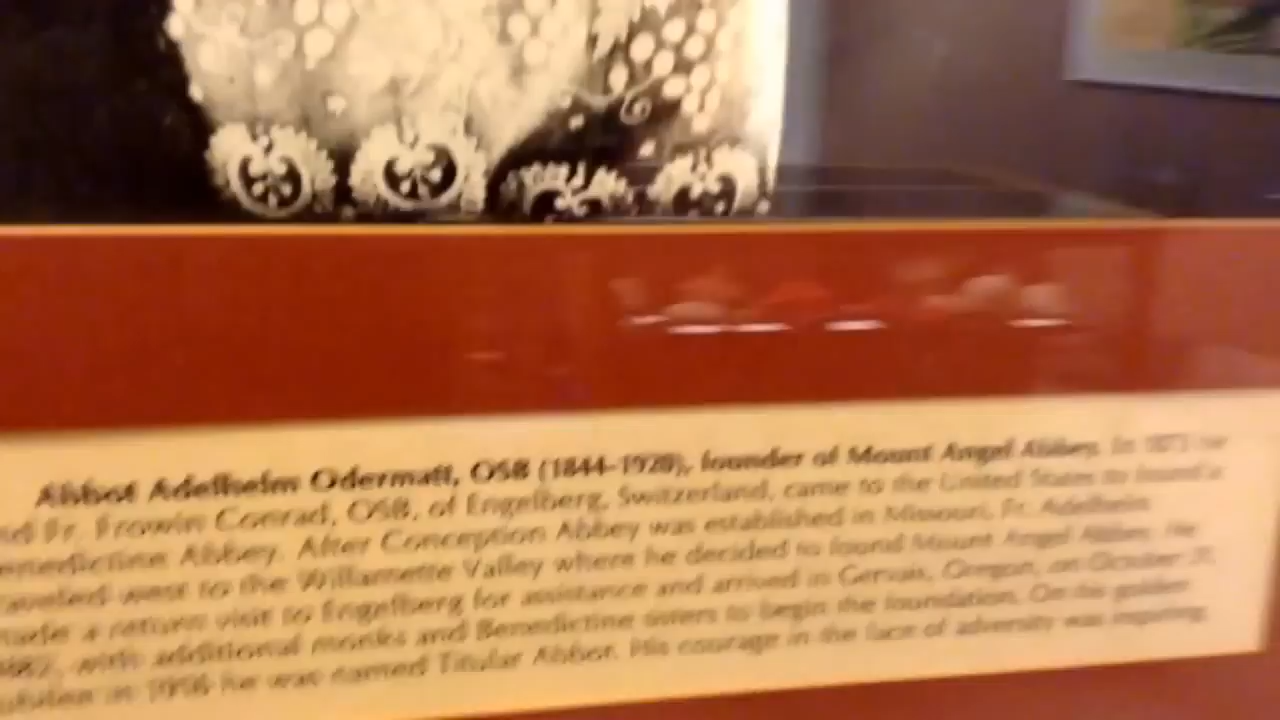 Abbot Adelhelm Odermatt, OSB (1844-1920), founder of Mount Angel Abbey. In 1873 he
nd Fr. Frowin Conrad, OSB, of Engelberg, Switzerland, came to the United States to found a
enedictine Abbey. After Conception Abbey was established in Missouri, Fr. Adelhelm
aveled west to the Willamette Valley where he decided to found Mount Angel Abbey. He
made a return visit to Engelberg for assistance and arrived in Gervais, Oregon, on October
882, with additional monks and Benedictine sisters to begin the foundation. On his golden
jubilee in 1916 he was named Titular Abbot. His courage in the face of adversity was inspiring.